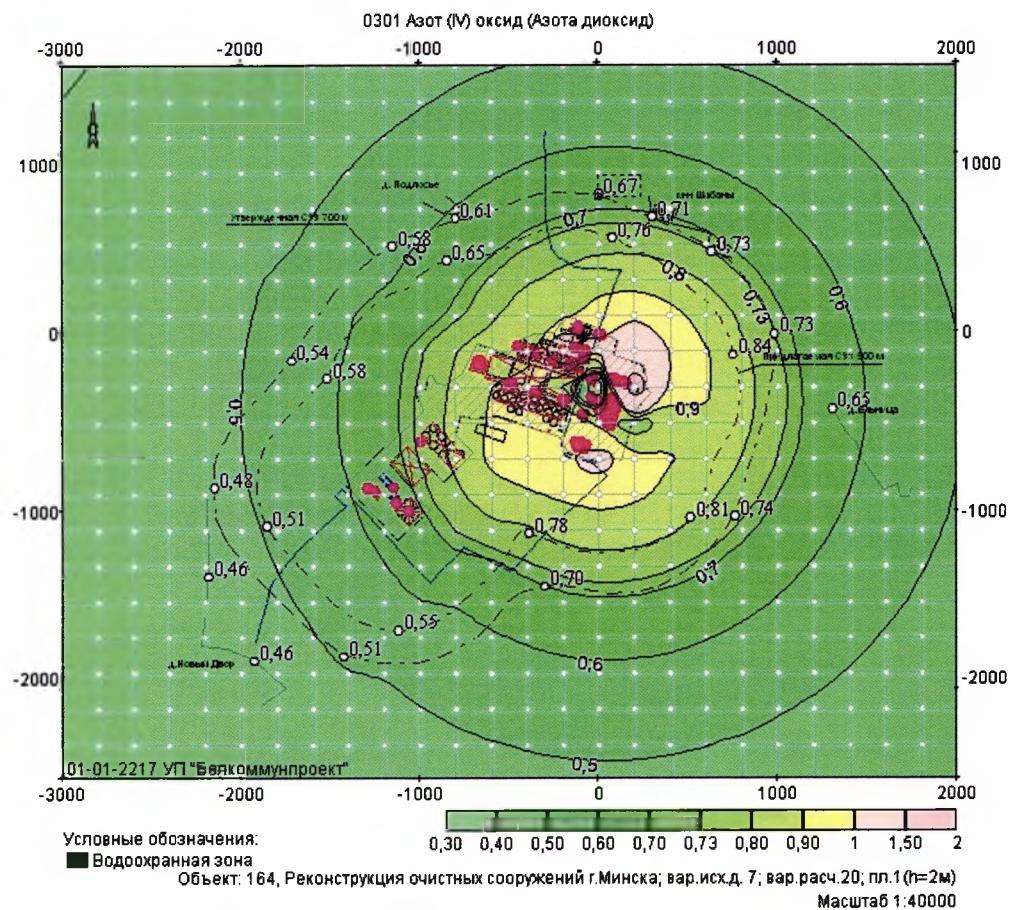 0301 Азот (IV) оксид (Азота диоксид)
-3000 -2000 -1000 0 1000 2000
1000 1000
0,67
д. Подлосье
0,61
0,71
Шабаны
Утвержденная СЗЗ 700 м
0,7
0,76
0,73
0,58
0,6
0,65
0,8
0,73
0,6
0 0
0,73
0,54
0,84
0,58
Предлагаемая СЗЗ 500 м
0,65
0,5
0,9
0,48
-1000 -1000
0,51
0,78
0,81
0,74
0,46
0,70
0,7
0,55
0,51
0,46
д.Новый Двор
0,6
-2000 -2000
0,5
01-01-2217 УП "Белкоммунпроект"
-3000 -2000 -1000 0 1000 2000
Условные обозначения:
Водоохранная зона
0,30 0,40 0,50 0,60 0,70 0,73 0,80 0,90 1 1,50 2
Объект: 164, Реконструкция очистных сооружений г.Минска; вар.исх.д. 7; вар.расч.20; пл.1(h=2м)
Масштаб 1:40000